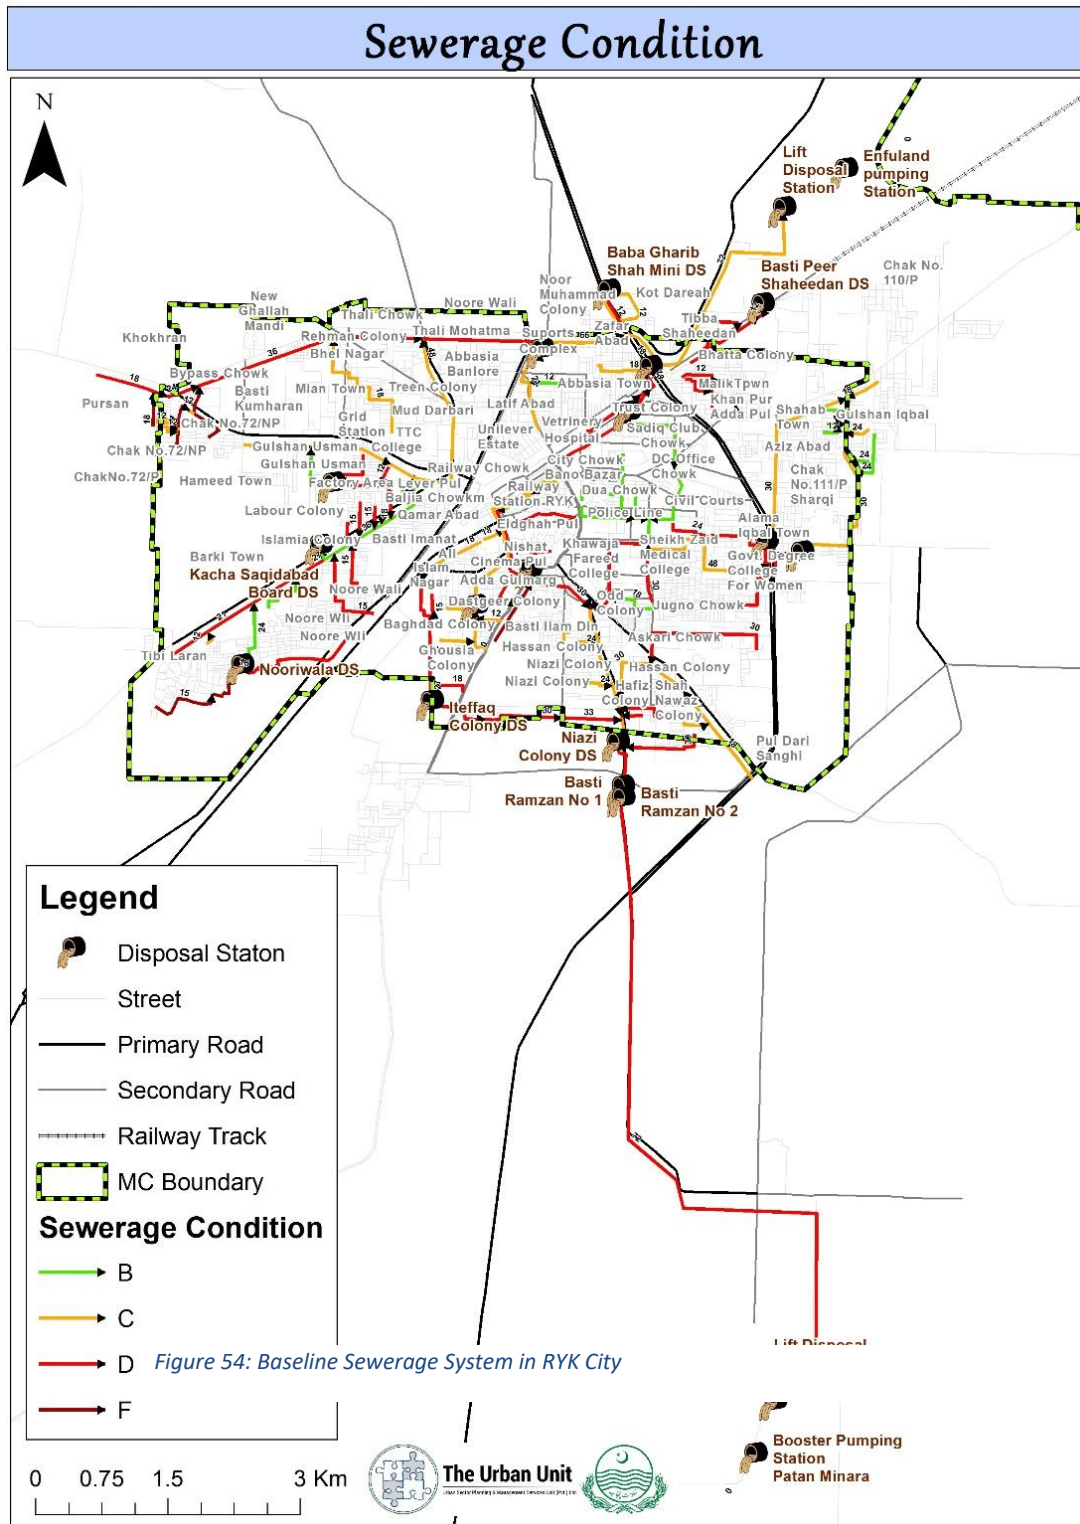 Sewerage Condition
N
Lift
Disposal
Station
Enfuland
pumping
Station
Baba Gharib
Shah Mini DS
Basti Peer
Shaheedan DS
Chak No.
110/P
Noor
Muhammad
Colony
Kot Dareah
New
Ghallah
Mandi
Thali Chowk
Noore Wali
Tibba
Shaheedan
Khokhran
Rehman Colony
Thali Mohatma
Suports
Complex
Zafar
Abad
Bhel Nagar
Abbasia
Banlore
Bhatta Colony
Bypass Chowk
Mian Town
Treen Colony
Abbasia Town
Malik Tpwn
Pursan
Basti
Kumharan
Mud Darbari
Latif Abad
Trust Colony
Khan Pur
Adda Pul
Shahab
Town
Gulshan Iqbal
Chak No.72/NP
Grid
Station
TTC
College
Unilever
Estate
Vetrinery
Hospital
Sadiq Club
Chowk
Aziz Abad
Chak No.72/NP
Gulshan Usman
Gulshan Usman
Railway Chowk
City Chowk
DC Office
Chowk
Chak
No.111/P
Sharqi
ChakNo.72/P
Hameed Town
Factory Area
Lever Pul
Bano Bazar
Railway
Station RYK
Dua Chowk
Civil Courts
Labour Colony
Baljia Chowkm
Qamar Abad
Police Line
Eldghah Pul
Alama
Iqbal Town
Islamia Colony
Basti Imanat
Ali
Nishat
Cinema Pul
Khawaja
Fareed
College
Sheikh Zaid
Medical
College
Govt Degree
College
For Women
Barki Town
Kacha Saqidabad
Board DS
Islam
Nagar
Adda Gulmarg
Noore Wali
Dastgeer Colony
Odd
Colony
Jugno Chowk
Noore Wli
Noore Wli
Baghdad Colony
Basti Ilam Din
Askari Chowk
Tibi Laran
Ghousla
Colony
Hassan Colony
Niazi Colony
Hassan Colony
Nooriwala DS
Niazi Colony
Hafiz Shah
Colony
Nawaz
Colony
Iteffaq
Colony DS
Niazi
Colony DS
Pul Dari
Sanghi
Basti
Ramzan No 1
Basti
Ramzan No 2
Legend
Disposal Staton
Street
Primary Road
Secondary Road
Railway Track
MC Boundary
Sewerage Condition
B
C
D
F
Lift Disposal
Figure 54: Baseline Sewerage System in RYK City
Booster Pumping
Station
Patan Minara
0 0.75 1.5 3 Km
The Urban Unit